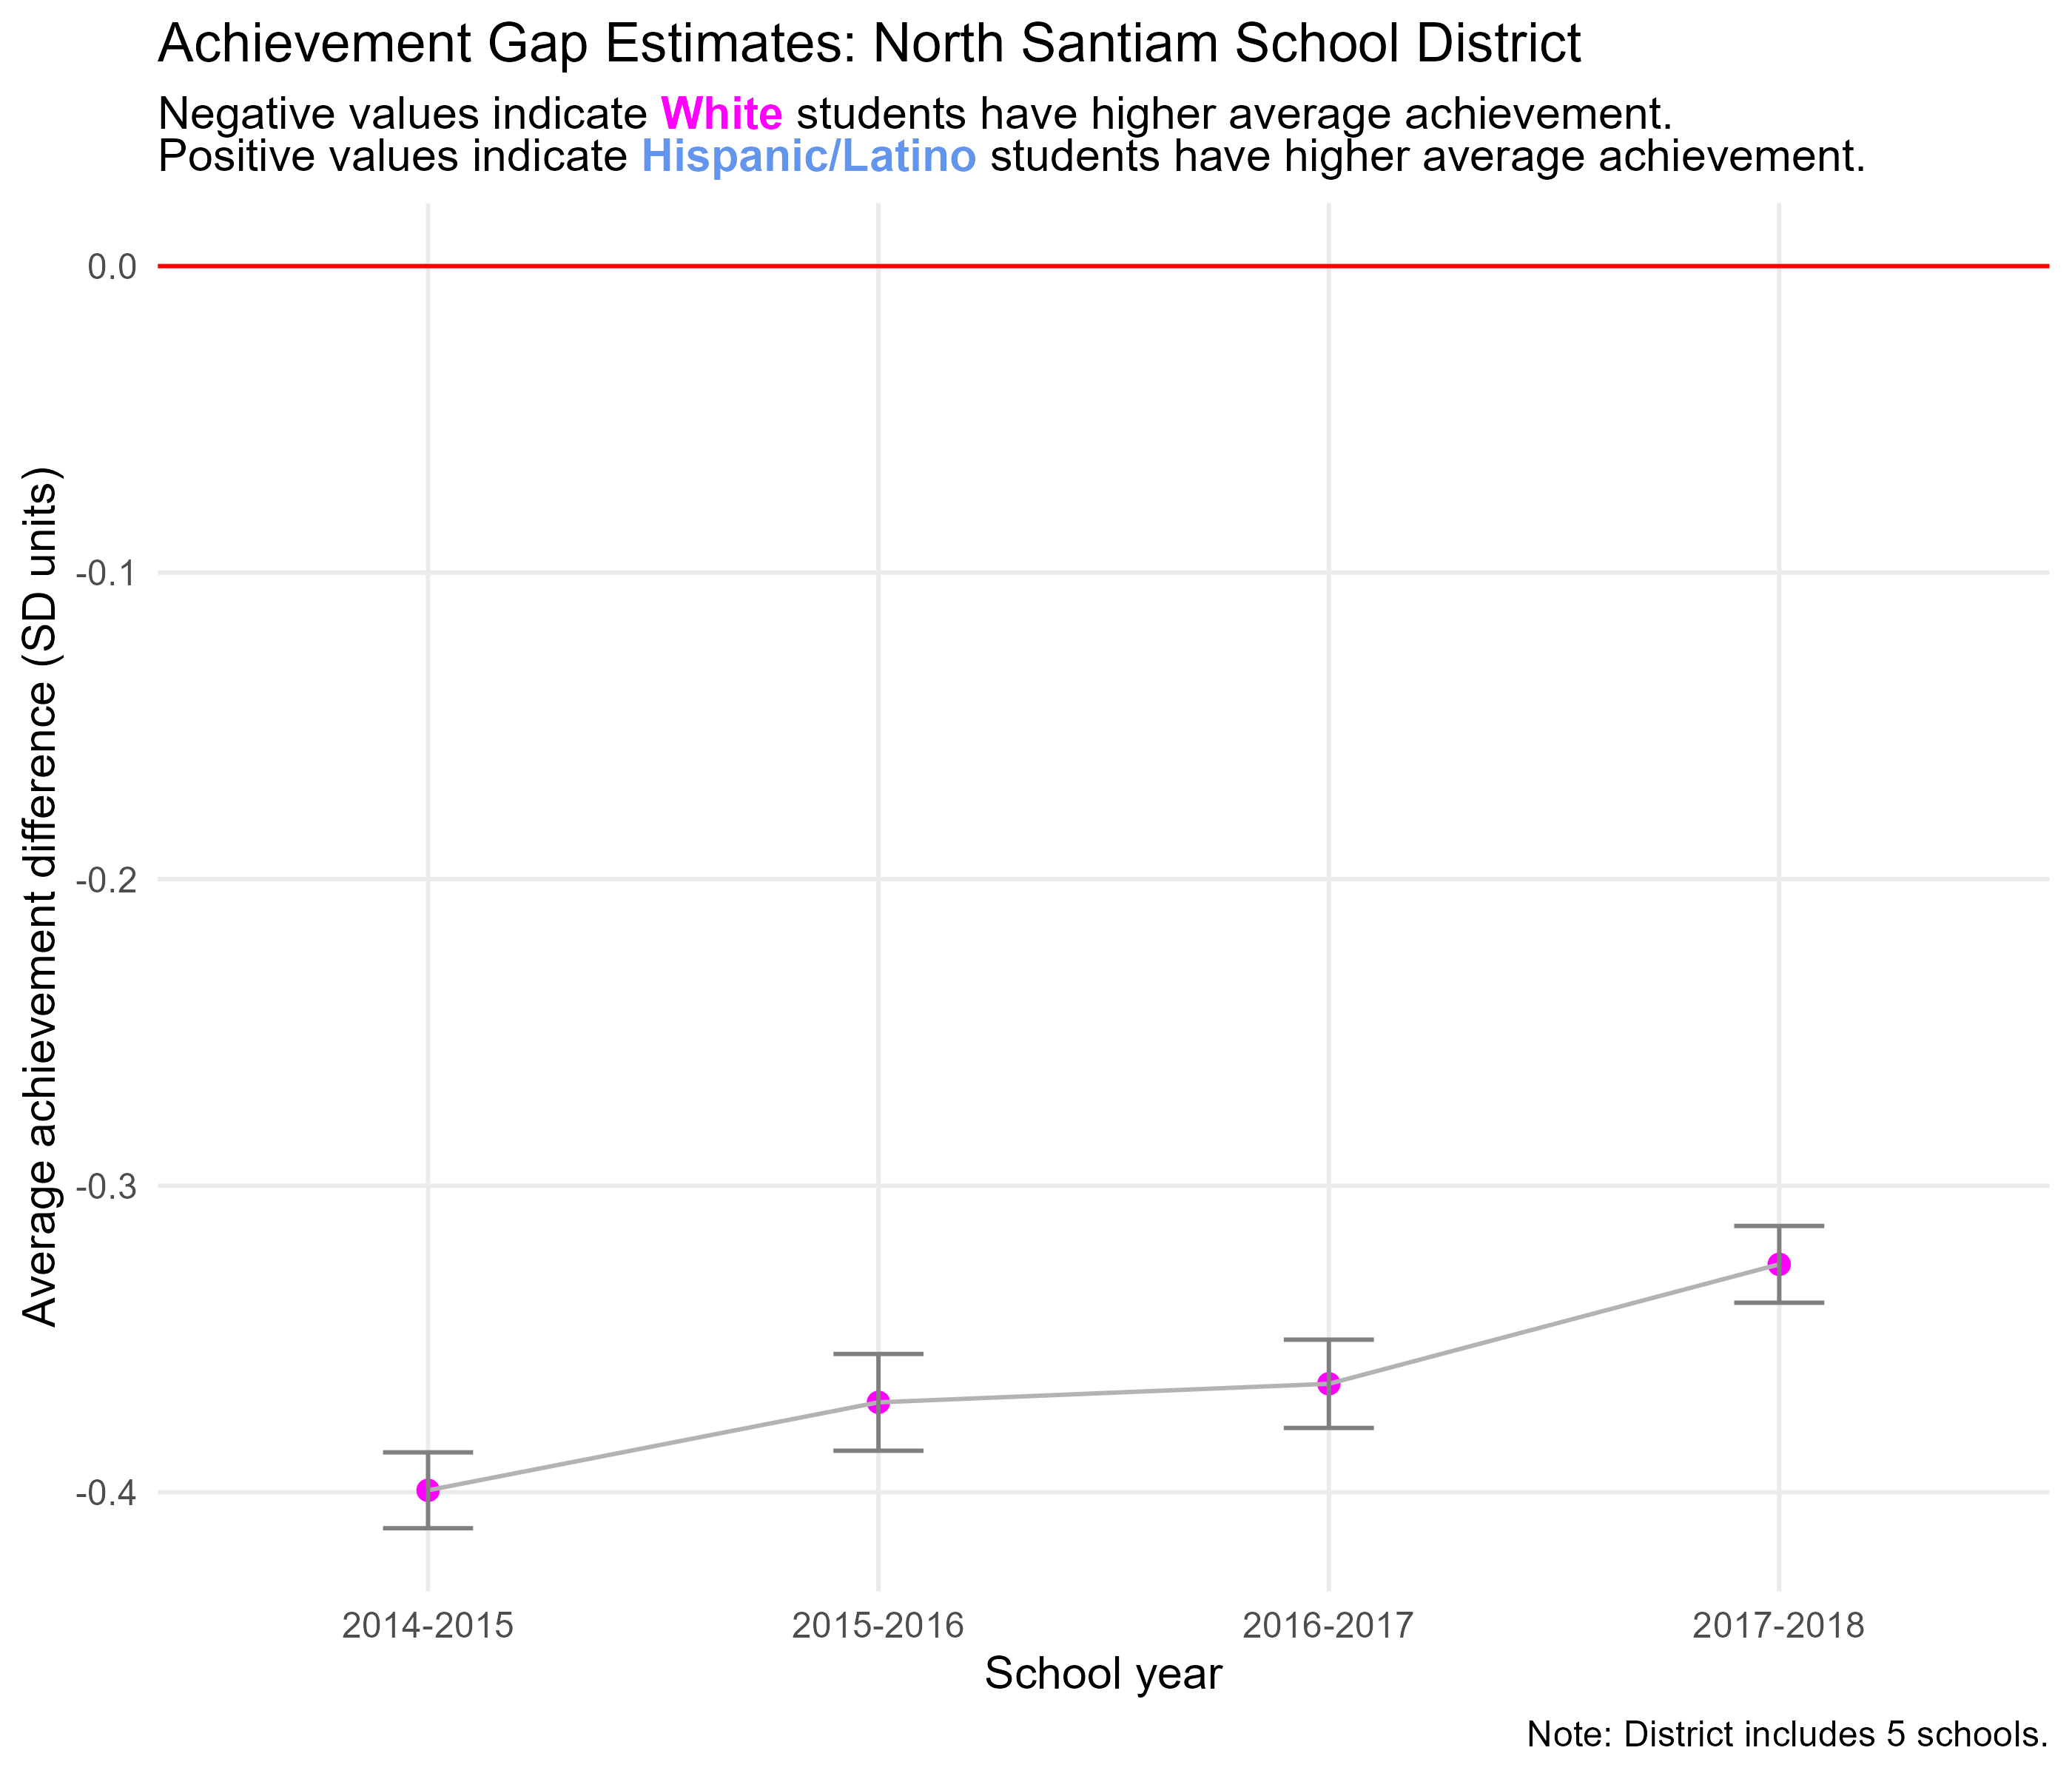 Achievement Gap Estimates: North Santiam School District
Negative values indicate White students have higher average achievement.
Positive values indicate Hispanic/Latino students have higher average achievement.
Average achievement difference (SD units)
0.0
-0.1
-0.2
-0.3
-0.4
2014-2015
2015-2016
2016-2017
2017-2018
School year
Note: District includes 5 schools.